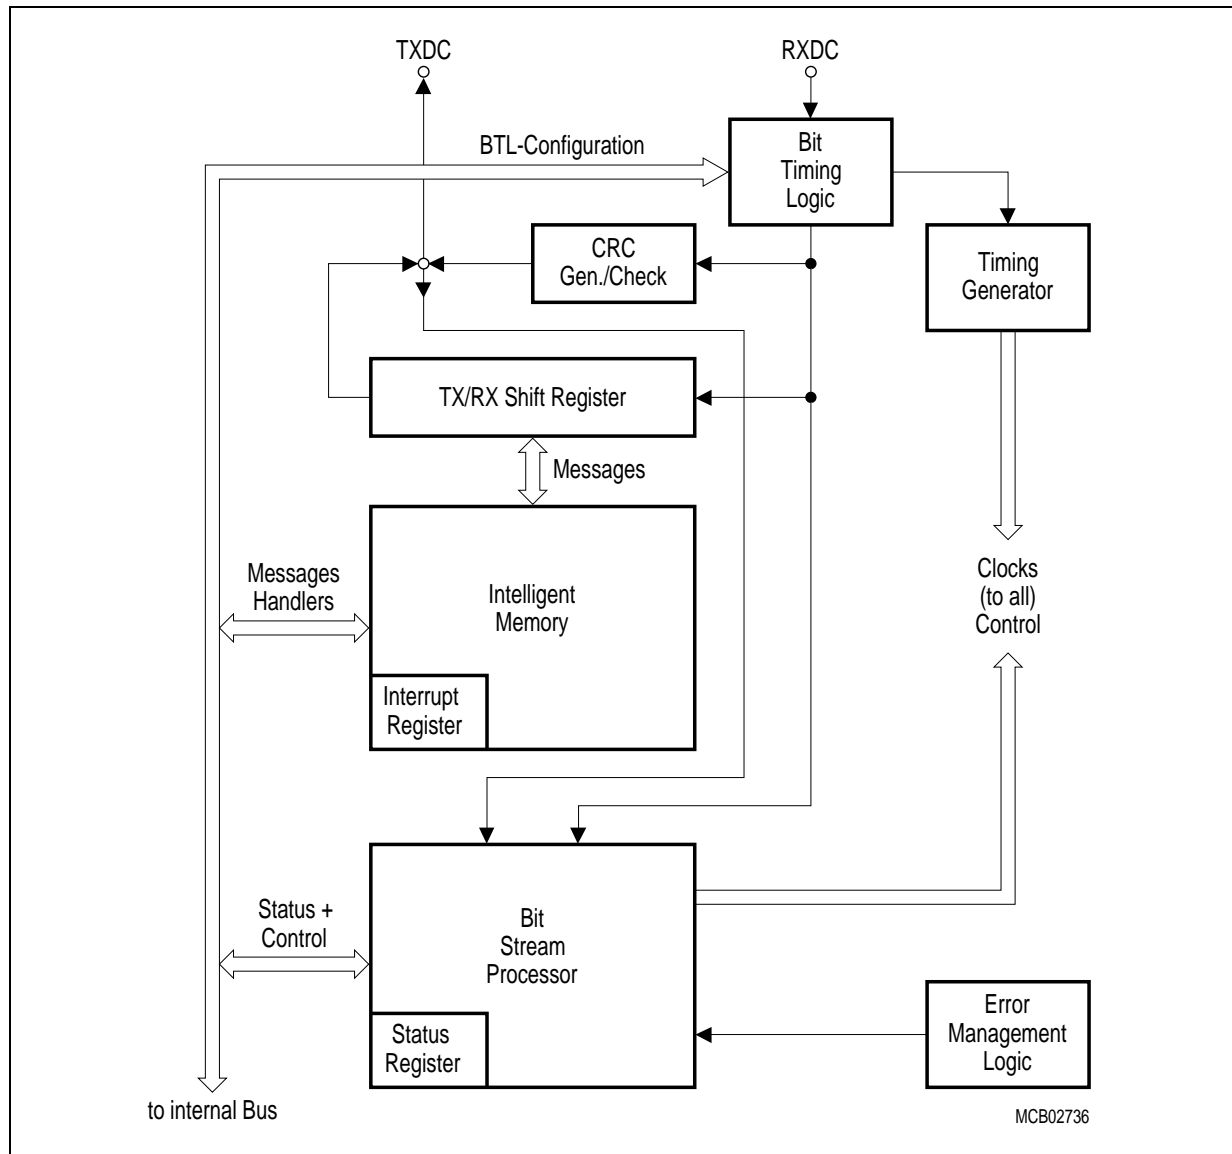 TXDC
RXDC
BTL-Configuration
Bit
Timing
Logic
CRC
Gen./Check
Timing
Generator
TX/RX Shift Register
Messages
Messages
Handlers
Intelligent
Memory
Clocks
(to all)
Control
Interrupt
Register
Status +
Control
Bit
Stream
Processor
Status
Register
Error
Management
Logic
to internal Bus
MCB02736